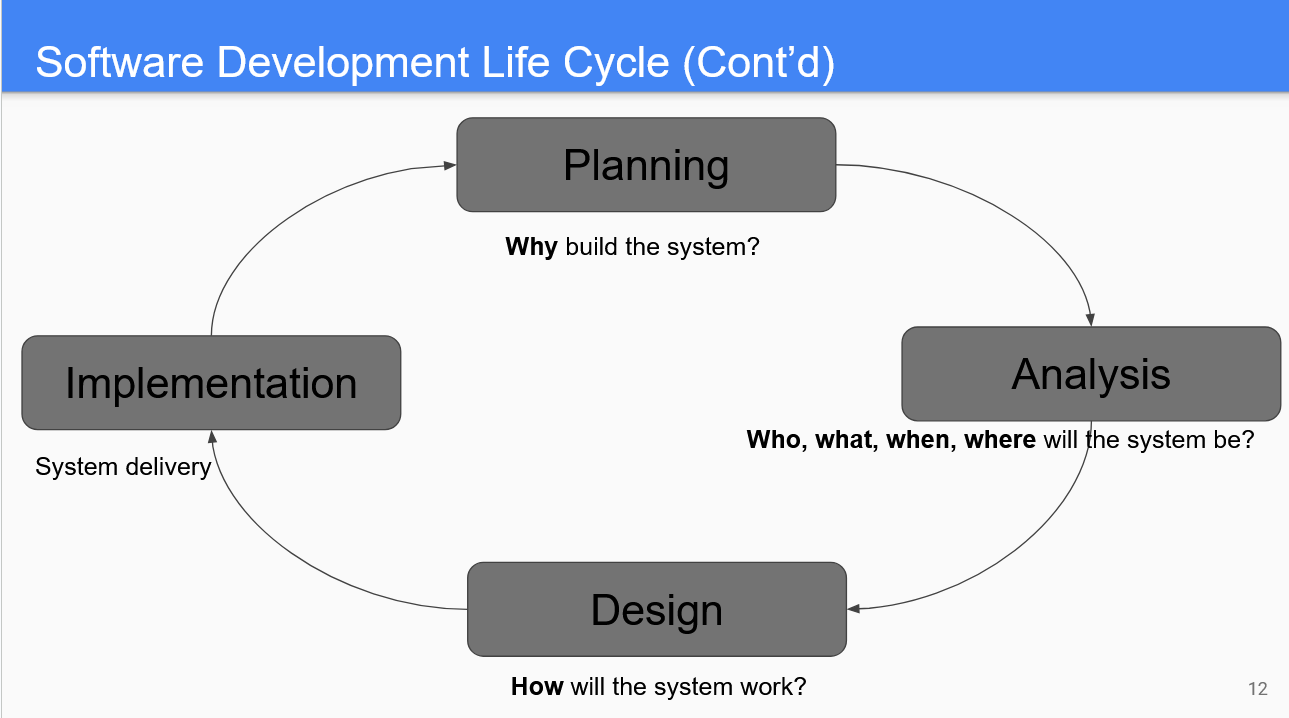 Software Development Life Cycle (Cont’d)
Planning
Why build the system?
Analysis
Who, what, when, where will the system be?
Implementation
System delivery
Design
How will the system work?
12